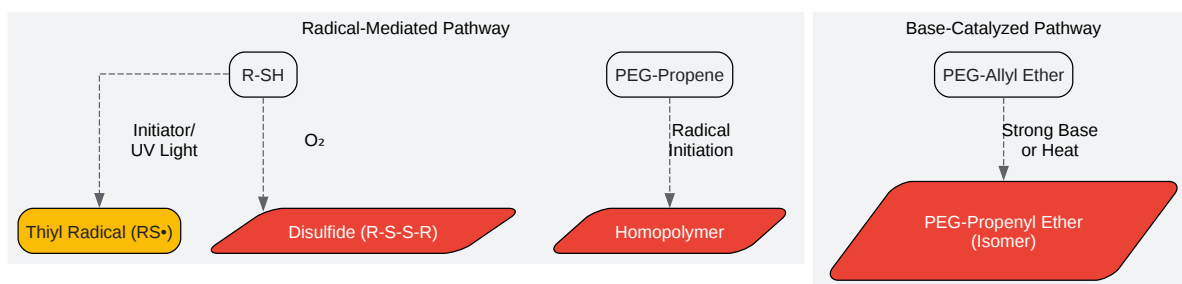 Radical-Mediated Pathway
Base-Catalyzed Pathway
R-SH
PEG-Propene
PEG-Allyl Ether
Initiator/
UV Light
O₂
Radical
Initiation
Strong Base
or Heat
Thiyl Radical (RS•)
Disulfide (R-S-S-R)
Homopolymer
PEG-Propenyl Ether
(Isomer)